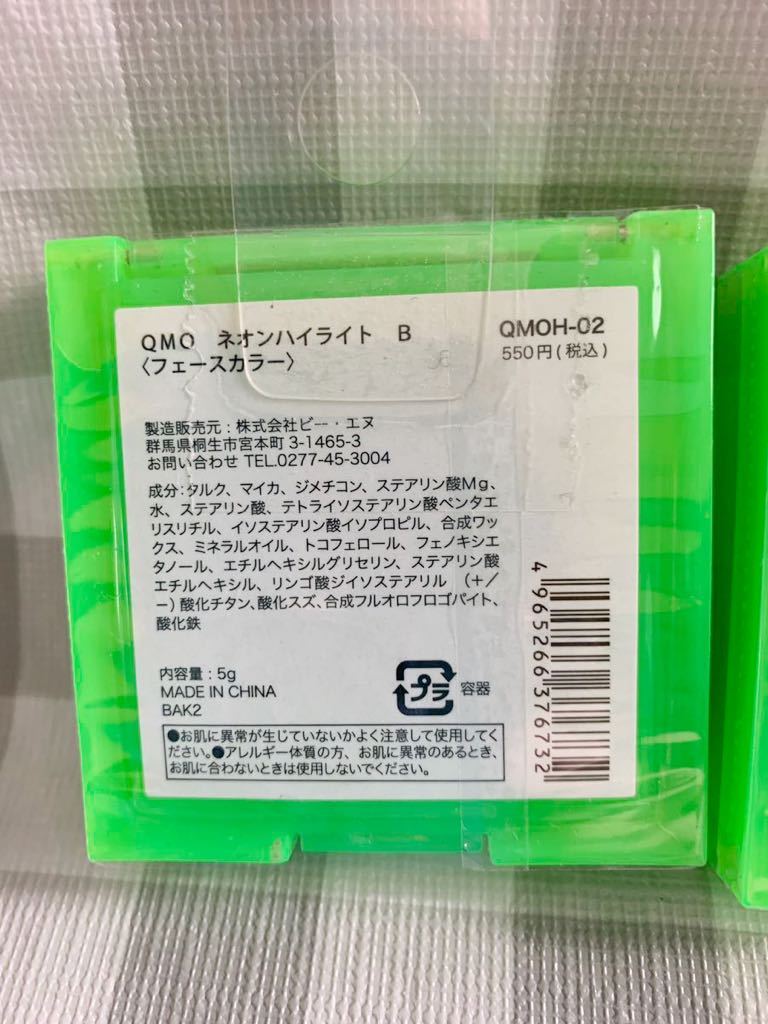 QMO ネオンハイライト B
〈フェースカラー〉
QMOH-02
550円(税込)
製造販売元:株式会社ビー・エヌ
群馬県桐生市宮本町3-1465-3
お問い合わせ TEL.0277-45-3004
成分:タルク、マイカ、ジメチコン、ステアリン酸Mg、
水、ステアリン酸、テトライソステアリン酸ペンタエ
リスリチル、イソステアリン酸イソプロピル、合成ワッ
クス、ミネラルオイル、トコフェロール、フェノキシエ
タノール、エチルヘキシルグリセリン、ステアリン酸
エチルヘキシル、リンゴ酸ジイソステアリル (+/
-)酸化チタン、酸化スズ、合成フルオロフロゴパイト、
酸化鉄
内容量:5g
MADE IN CHINA
BAK2
プラ
容器
●お肌に異常が生じていないかよく注意して使用してく
ださい。●アレルギー体質の方、お肌に異常のあるとき、
お肌に合わないときは使用しないでください。
4965266376732